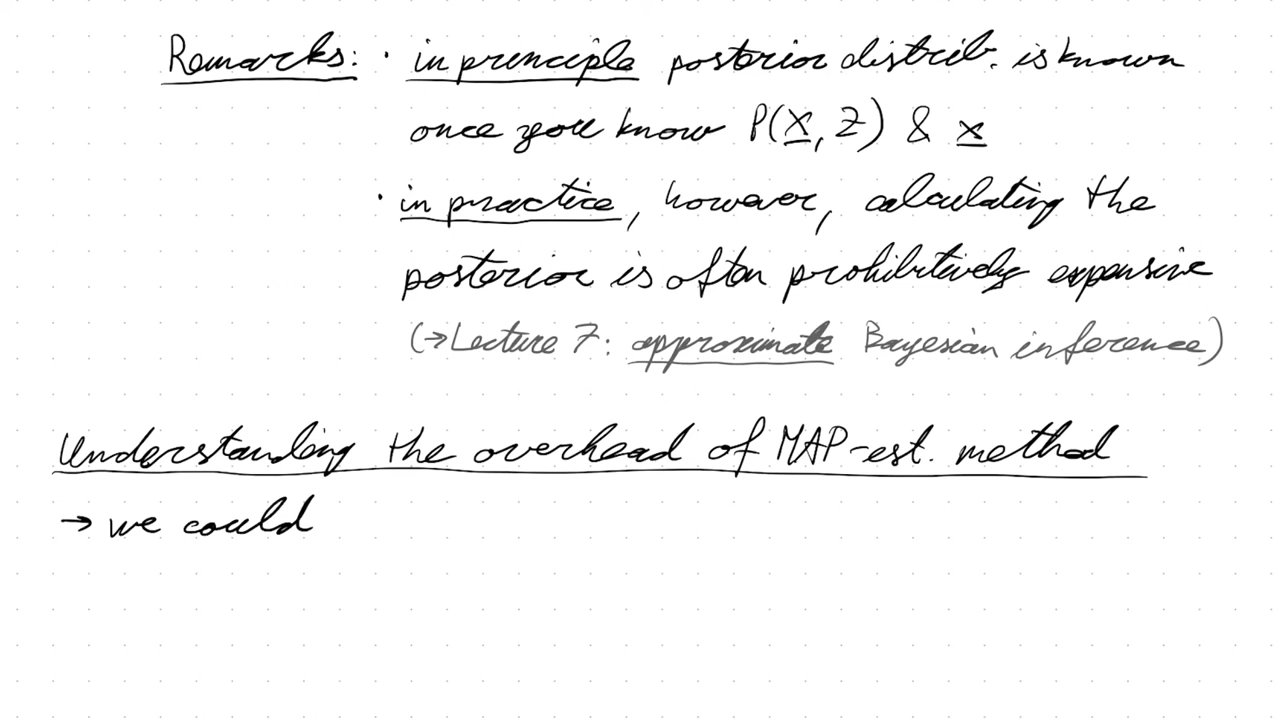 Remarks: · in principle posterior distrib. is known
once you know P(X, Z) & x
· in practice, however, calculating the
posterior is often prohibitively expensive
(→ Lecture 7: approximate Bayesian inference)
Understanding the overhead of MAP-est. method
→ we could